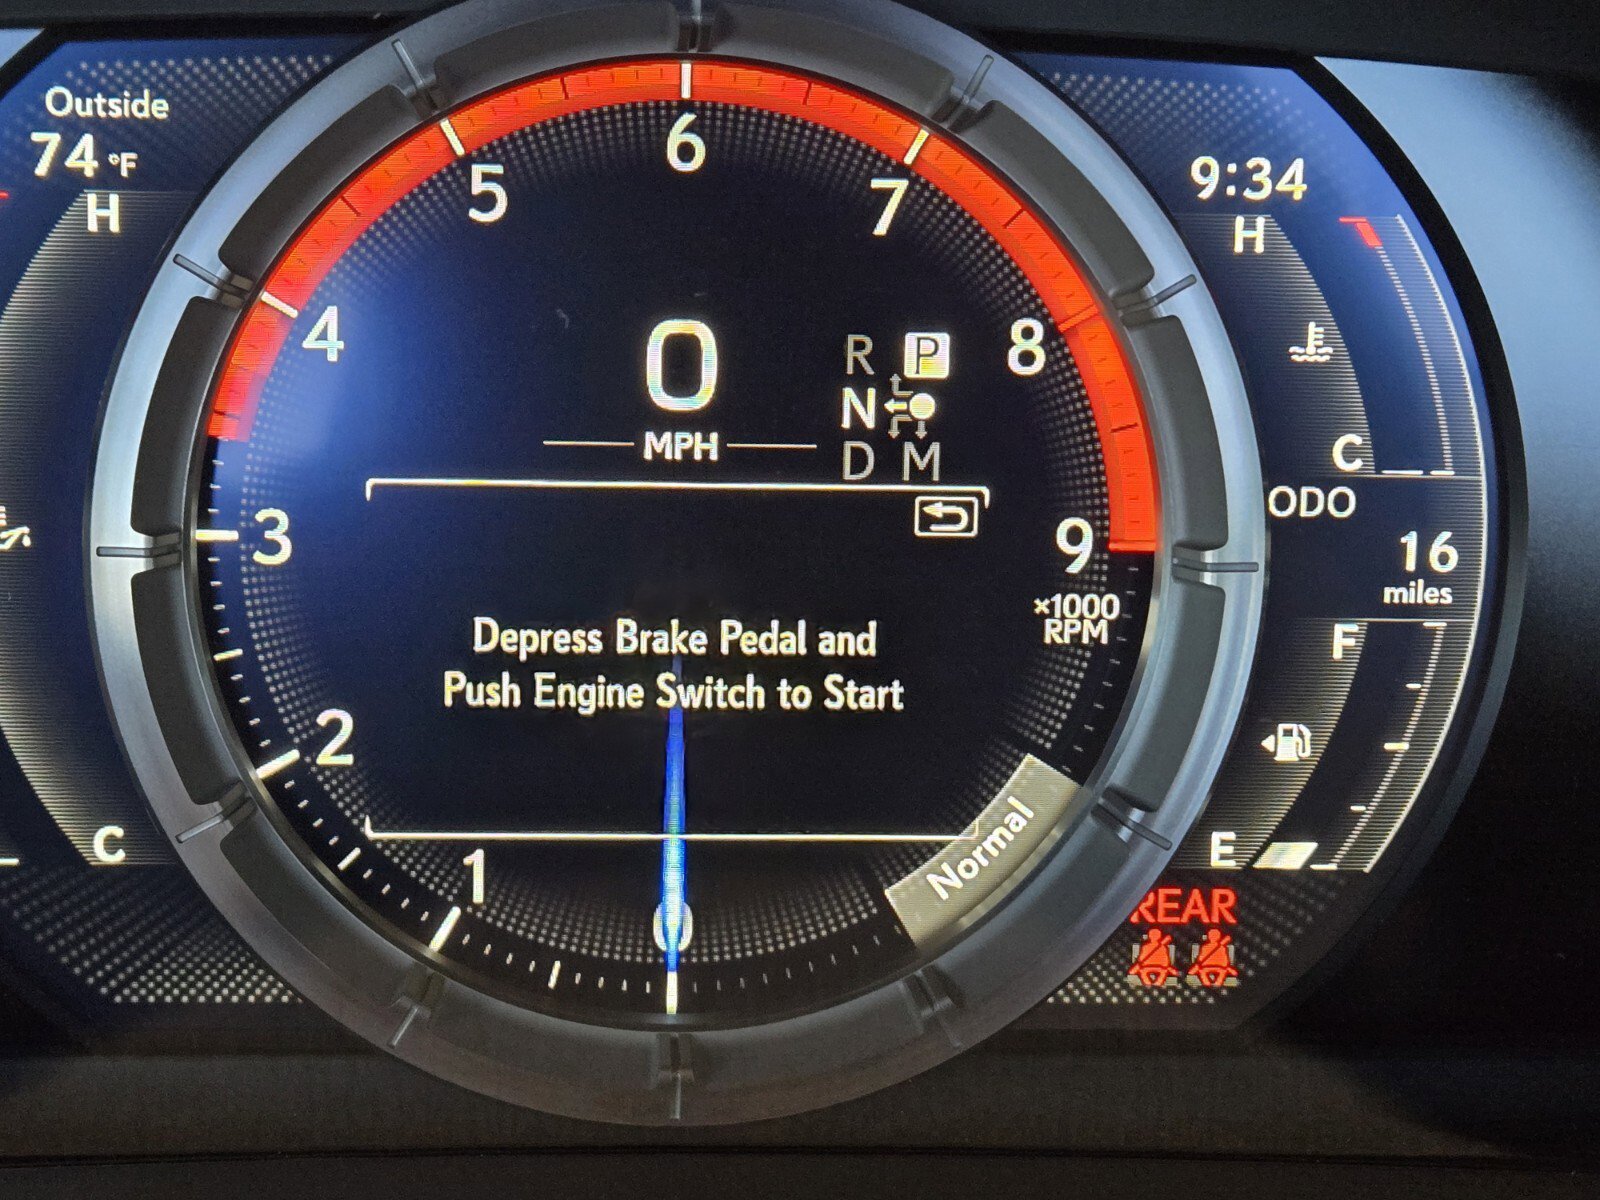 Outside
74 °F
H
C
6
5
7
4
8
3
9
2
1
0
×1000
RPM
0
MPH
R P
N
D M
Depress Brake Pedal and
Push Engine Switch to Start
Normal
9:34
H
C
ODO
16
miles
F
E
REAR